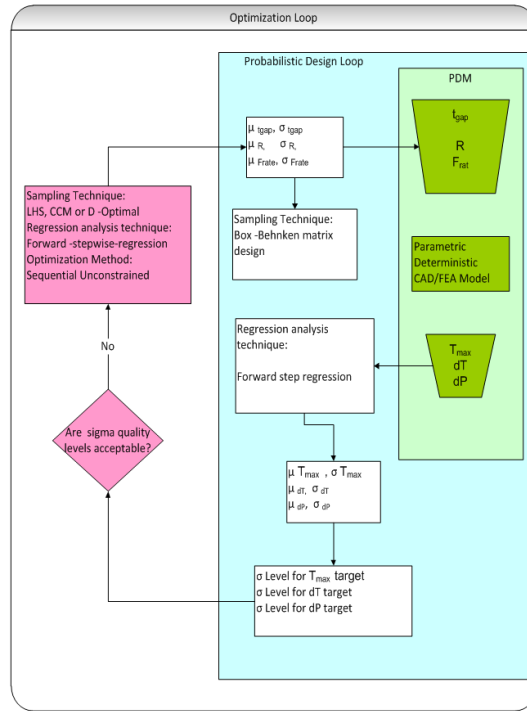 Optimization Loop
Probabilistic Design Loop
PDM
μ tgap, σ tgap
μ R, σ R,
μ Frate, σ Frate
tgap
R
Frat
Sampling Technique:
LHS, CCM or D -Optimal
Regression analysis technique:
Forward -stepwise-regression
Optimization Method:
Sequential Unconstrained
Sampling Technique:
Box -Behnken matrix
design
Parametric
Deterministic
CAD/FEA Model
Regression analysis
technique:
Forward step regression
Tmax
dT
dP
No
Are sigma quality
levels acceptable?
μ Tmax , σ Tmax
μ dT, σ dT
μ dP, σ dP
σ Level for Tmax target
σ Level for dT target
σ Level for dP target